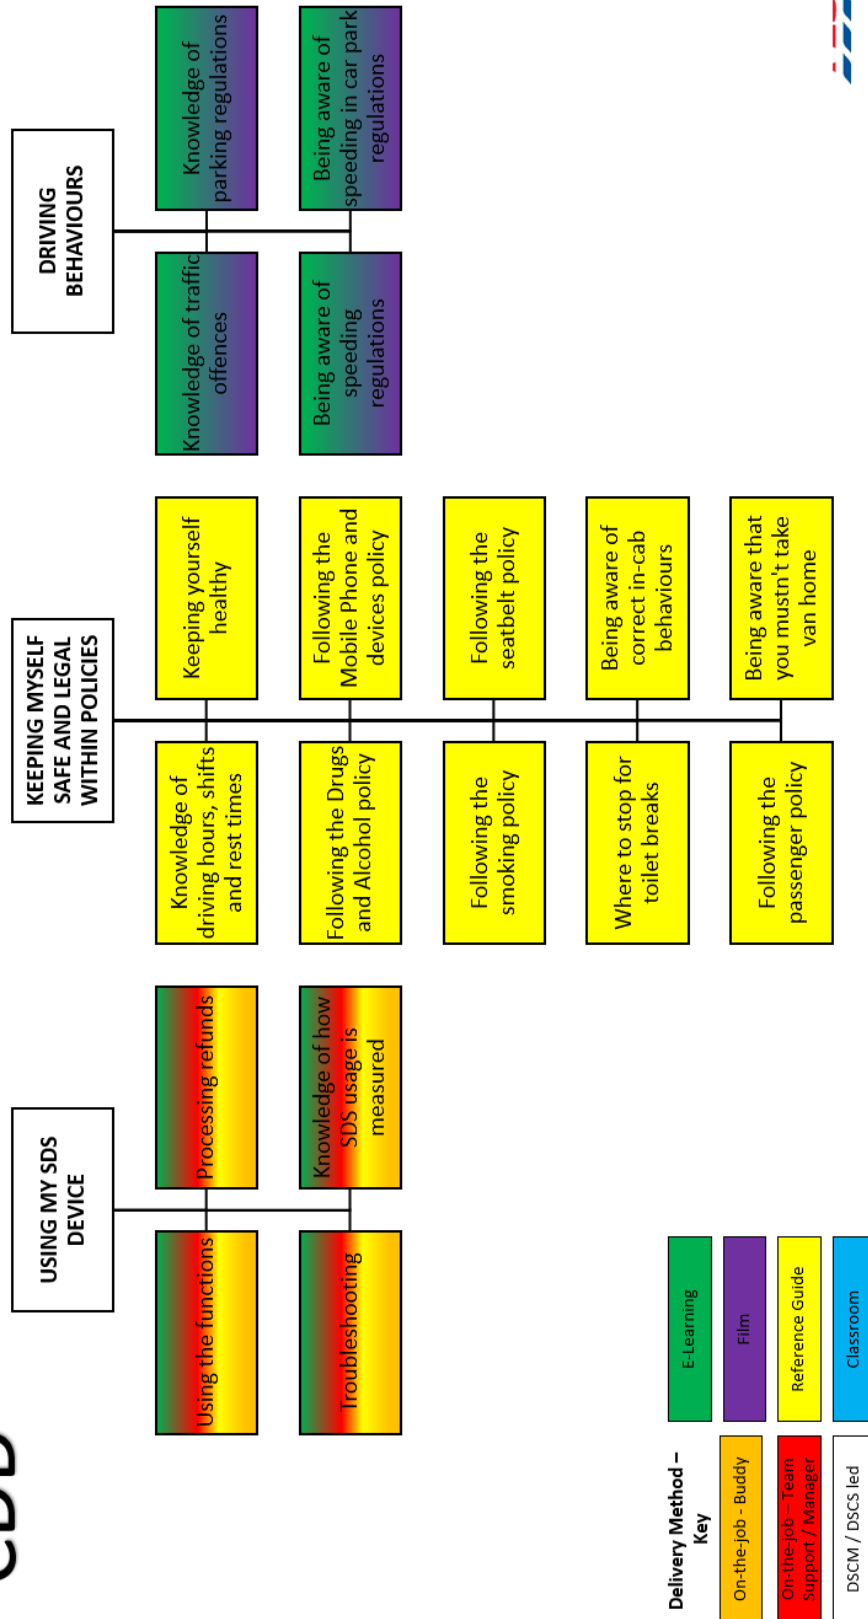 CDD
USING MY SDS
DEVICE
Using the functions
Processing refunds
Troubleshooting
Knowledge of how
SDS usage is
measured
KEEPING MYSELF
SAFE AND LEGAL
WITHIN POLICIES
Knowledge of
driving hours, shifts
and rest times
Keeping yourself
healthy
Following the Drugs
and Alcohol policy
Following the
Mobile Phone and
devices policy
Following the
smoking policy
Following the
seatbelt policy
Where to stop for
toilet breaks
Being aware of
correct in-cab
behaviours
Following the
passenger policy
Being aware that
you mustn't take
van home
DRIVING
BEHAVIOURS
Knowledge of traffic
offences
Knowledge of
parking regulations
Being aware of
speeding
regulations
Being aware of
speeding in car park
regulations
Delivery Method –
Key
E-Learning
On-the-job - Buddy
Film
On-the-job – Team
Support / Manager
Reference Guide
DSCM / DSCS led
Classroom